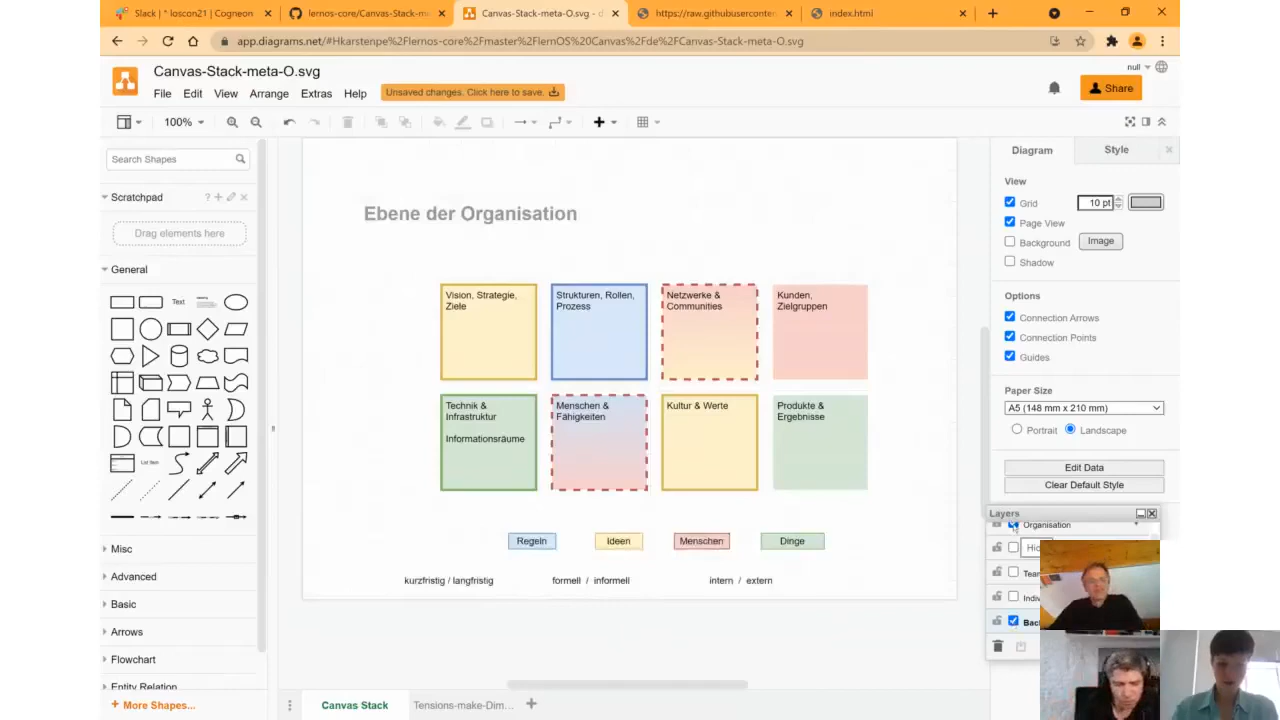 Slack | * loscon21 | Cogneon
lernos-core/Canvas-Stack-m
Canvas-Stack-meta-O.svg - d
https://raw.githubusercontent
index.html
app.diagrams.net/#Hkarstenpe%2Flernos-core%2Fmaster%2FlernOS%20Canvas%2Fde%2FCanvas-Stack-meta-O.svg
Canvas-Stack-meta-O.svg
null
File Edit View Arrange Extras Help
Unsaved changes. Click here to save.
Share
100%
Search Shapes
Diagram Style
Scratchpad
Drag elements here
General
Text
List Item
Misc
Advanced
Basic
Arrows
Flowchart
Entity Relation
+ More Shapes...
Ebene der Organisation
Vision, Strategie,
Ziele
Strukturen, Rollen,
Prozess
Netzwerke &
Communities
Kunden,
Zielgruppen
Technik &
Infrastruktur
Informationsräume
Menschen &
Fähigkeiten
Kultur & Werte
Produkte &
Ergebnisse
Regeln Ideen Menschen Dinge
kurzfristig / langfristig formell / informell intern / extern
View
Grid 10 pt
Page View
Background Image
Shadow
Options
Connection Arrows
Connection Points
Guides
Paper Size
A5 (148 mm x 210 mm)
Portrait Landscape
Edit Data
Clear Default Style
Layers
Organisation
Hi
Tea
Indiv
Bac
Canvas Stack Tensions-make-Dim...